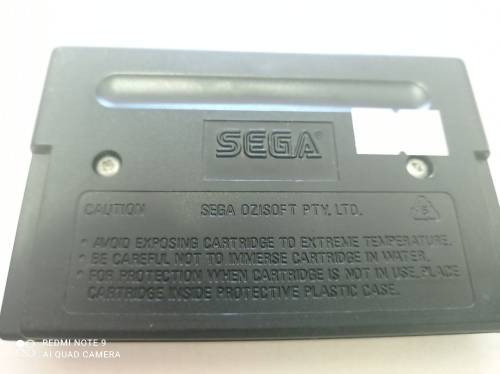 SEGA
CAUTION SEGA OZISOFT PTY. LTD.
• AVOID EXPOSING CARTRIDGE TO EXTREME TEMPERATURE.
• BE CAREFUL NOT TO IMMERSE CARTRIDGE IN WATER.
• FOR PROTECTION WHEN CARTRIDGE IS NOT IN USE, PLACE
CARTRIDGE INSIDE PROTECTIVE PLASTIC CASE.
REDMI NOTE 9
AI QUAD CAMERA